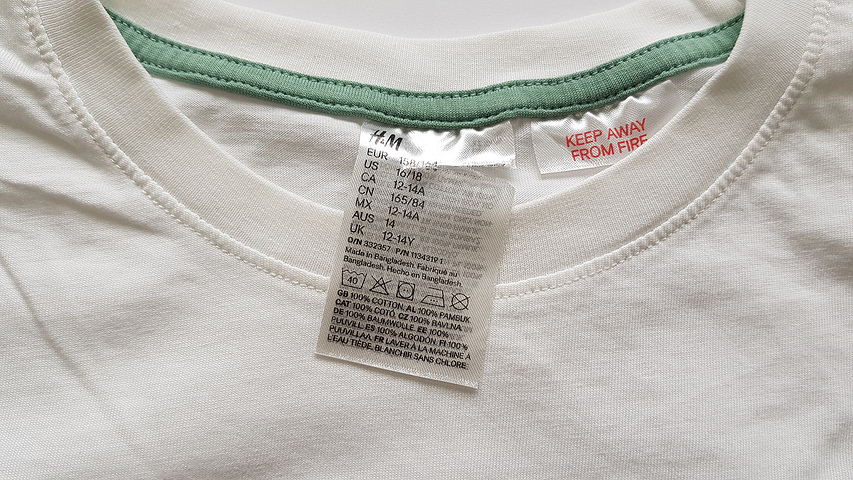 H&M
EUR 158/164
US 16/18
CA 12-14A
CN 165/84
MX 12-14A
AUS 14
UK 12-14Y
O/N 332357 P/N 1134319 1
Made in Bangladesh. Fabriqué au
Bangladesh. Hecho en Bangladesh.
40
GB 100% COTTON, AL 100% PAMBUK
CAT 100% COTÓ, CZ 100% BAVLNA
DE 100% BAUMWOLLE, EE 100%
PUUVILL, ES 100% ALGODÓN, FI 100%
PUUVILLAA, FR LAVER À LA MACHINE À
L'EAU TIÈDE, BLANCHIR SANS CHLORE
KEEP AWAY
FROM FIRE